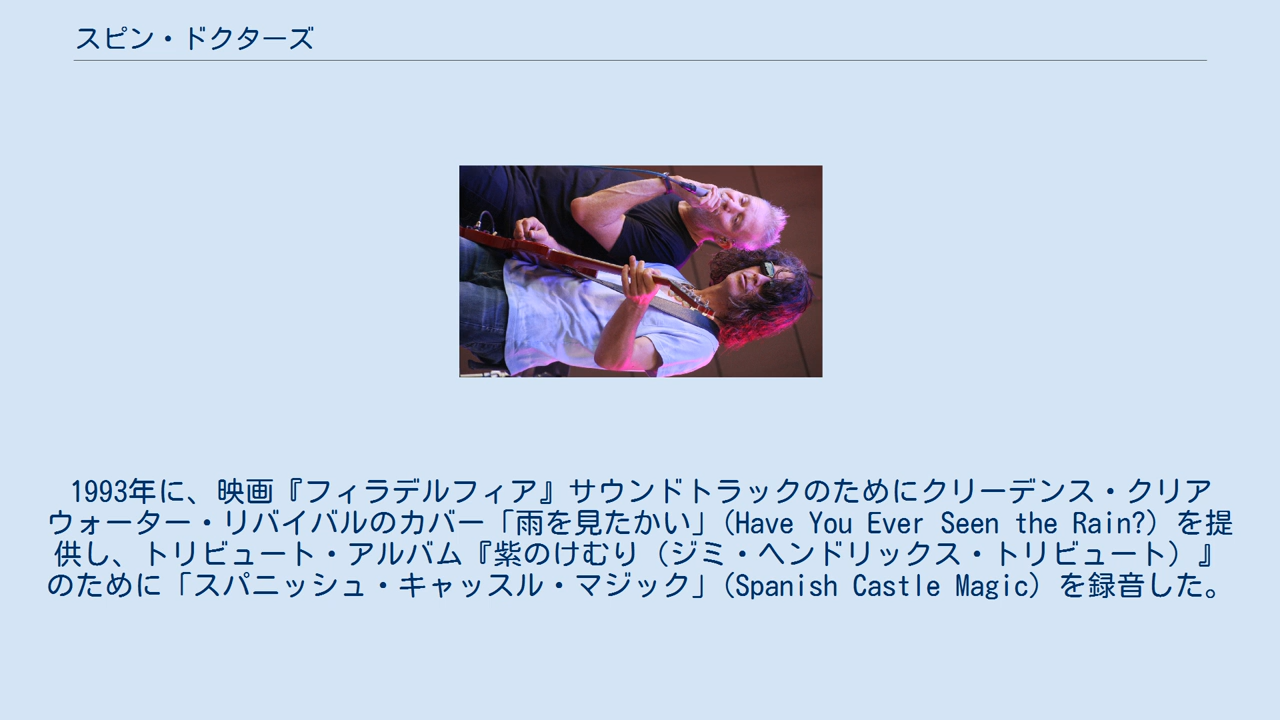 スピン・ドクターズ
1993年に、映画『フィラデルフィア』サウンドトラックのためにクリーデンス・クリア
ウォーター・リバイバルのカバー「雨を見たかい」(Have You Ever Seen the Rain?) を提
供し、トリビュート・アルバム『紫のけむり（ジミ・ヘンドリックス・トリビュート）』
のために「スパニッシュ・キャッスル・マジック」(Spanish Castle Magic) を録音した。